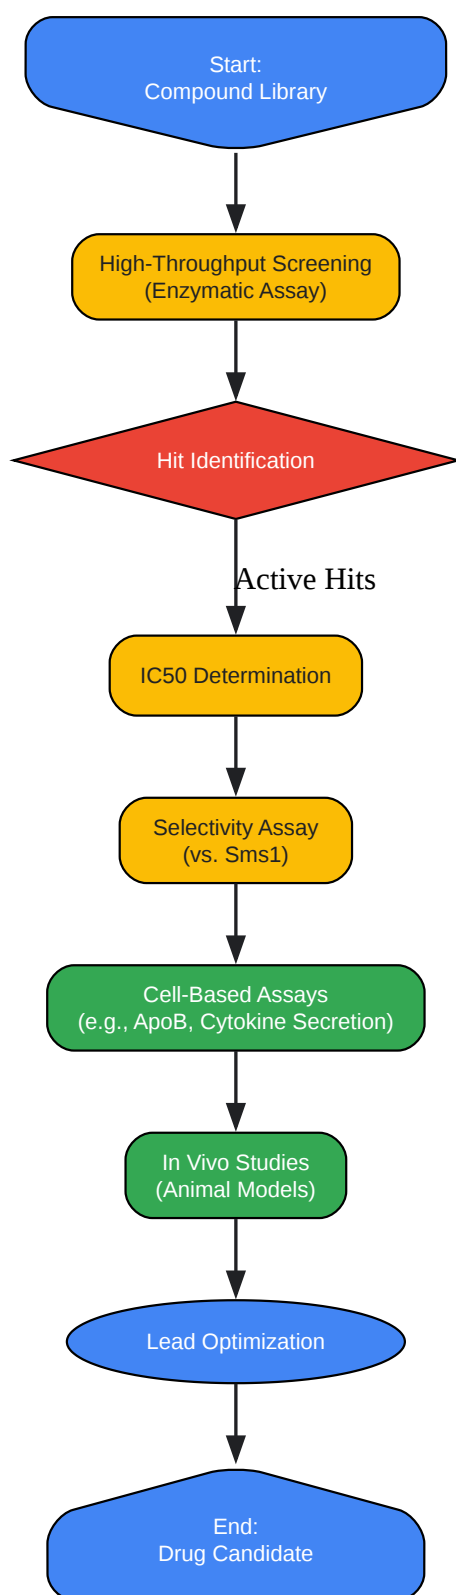 Start:
Compound Library
High-Throughput Screening
(Enzymatic Assay)
Hit Identification
Active Hits
IC50 Determination
Selectivity Assay
(vs. Sms1)
Cell-Based Assays
(e.g., ApoB, Cytokine Secretion)
In Vivo Studies
(Animal Models)
Lead Optimization
End:
Drug Candidate